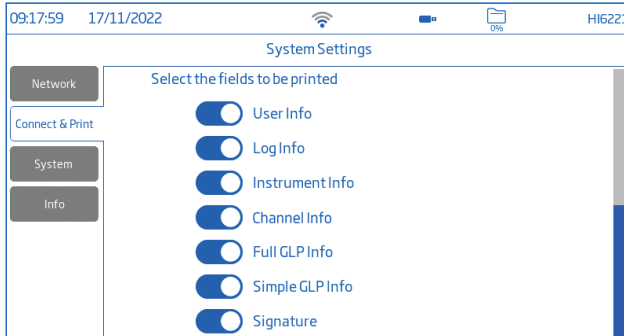 09:17:59 17/11/2022 0% HI6221
System Settings
Network
Connect & Print
System
Info
Select the fields to be printed
User Info
Log Info
Instrument Info
Channel Info
Full GLP Info
Simple GLP Info
Signature